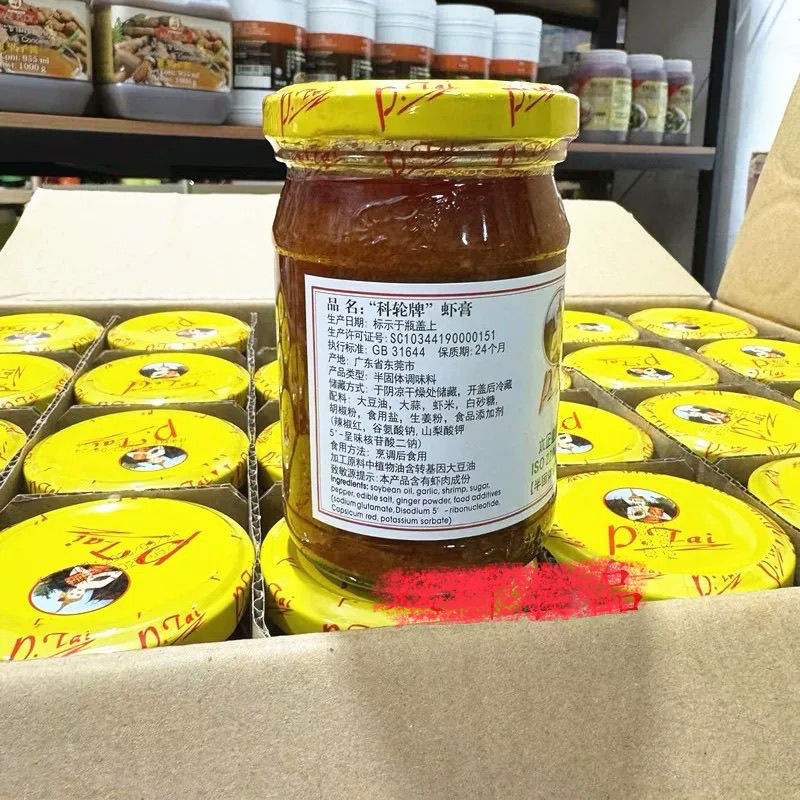 P.Tai
品名：“科轮牌”虾膏
生产日期：标示于瓶盖上
生产许可证号：SC10344190000151
执行标准：GB 31644 保质期：24个月
产地：广东省东莞市
产品类型：半固体调味料
储藏方式：于阴凉干燥处储藏，开盖后冷藏
配料：大豆油，大蒜，虾米，白砂糖，
胡椒粉，食用盐，生姜粉，食品添加剂
(辣椒红，谷氨酸钠，山梨酸钾
5'-呈味核苷酸二钠)
食用方法：烹调后食用
加工原料中植物油含转基因大豆油
致敏源提示：本产品含有虾肉成份
Ingredients: soybean oil, garlic, shrimp, sugar,
pepper, edible salt, ginger powder, food additives
(sodium glutamate, Disodium 5' -ribonucleotide,
Capsicum red, potassium sorbate)
ISO
P.Tai
P.Tai
P.Tai